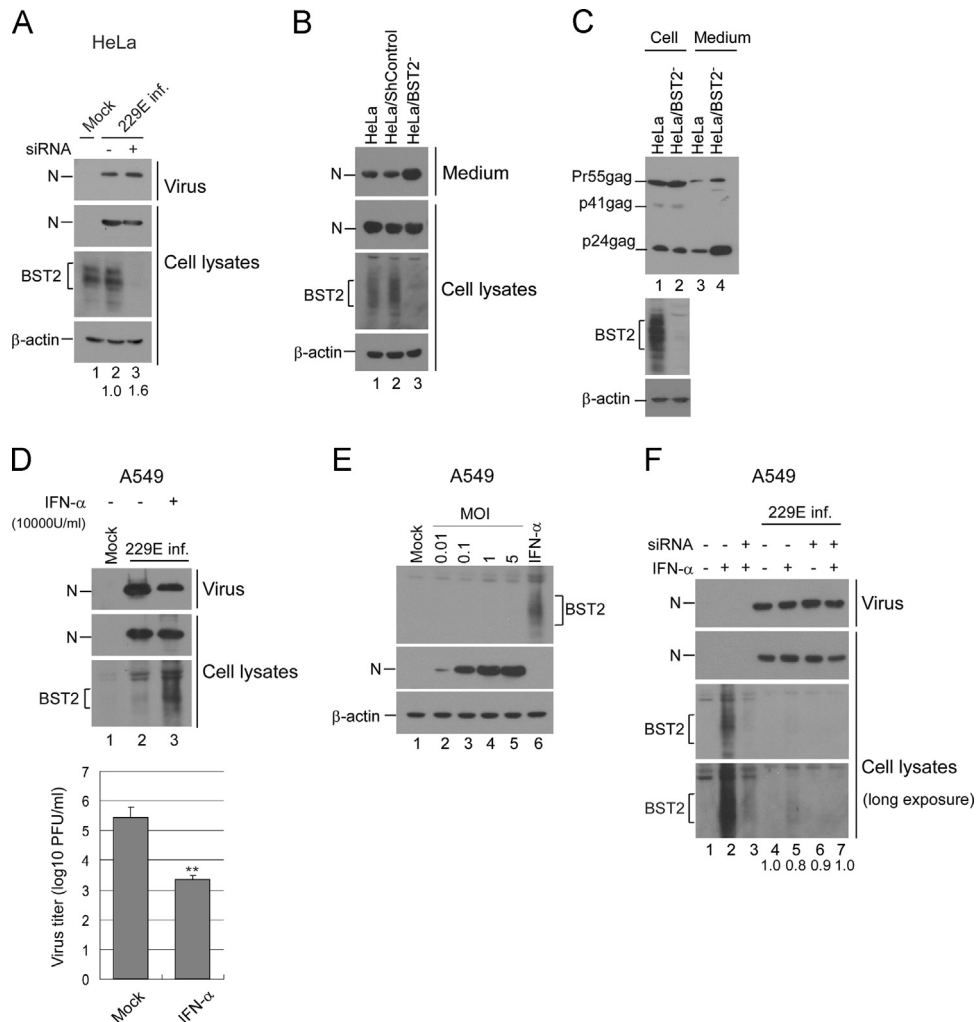 A
HeLa
Mock
229E inf.
siRNA - +
N
Virus
N
Cell lysates
BST2
β-actin
1 2 3
1.0 1.6
B
HeLa
HeLa/ShControl
HeLa/BST2-
N
Medium
N
BST2
Cell lysates
β-actin
1 2 3
C
Cell Medium
HeLa
HeLa/BST2-
HeLa
HeLa/BST2-
Pr55gag
p41gag
p24gag
1 2 3 4
BST2
β-actin
D
A549
IFN-α - - +
(10000U/ml)
Mock
229E inf.
N
Virus
N
Cell lysates
BST2
1 2 3
Virus titer (log10 PFU/ml)
7
6
5
4
3
2
1
0
**
Mock
IFN-α
E
A549
MOI
Mock
0.01
0.1
1
5
IFN-α
BST2
N
β-actin
1 2 3 4 5 6
F
A549
229E inf.
siRNA - - + - - + +
IFN-α - + + - + - +
N
Virus
N
BST2
Cell lysates
BST2
(long exposure)
1 2 3 4 5 6 7
1.0 0.8 0.9 1.0